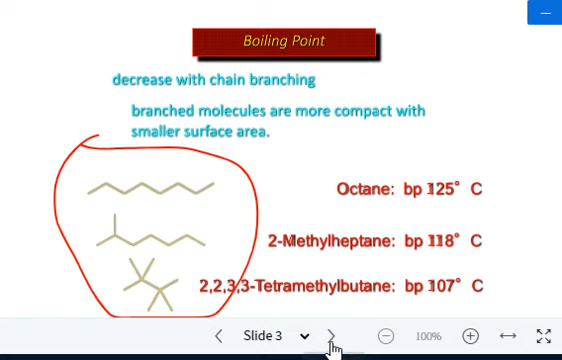 Boiling Point
decrease with chain branching
branched molecules are more compact with
smaller surface area.
Octane: bp 125° C
2-Methylheptane: bp 118° C
2,2,3,3-Tetramethylbutane: bp 107° C
Slide 3
100%